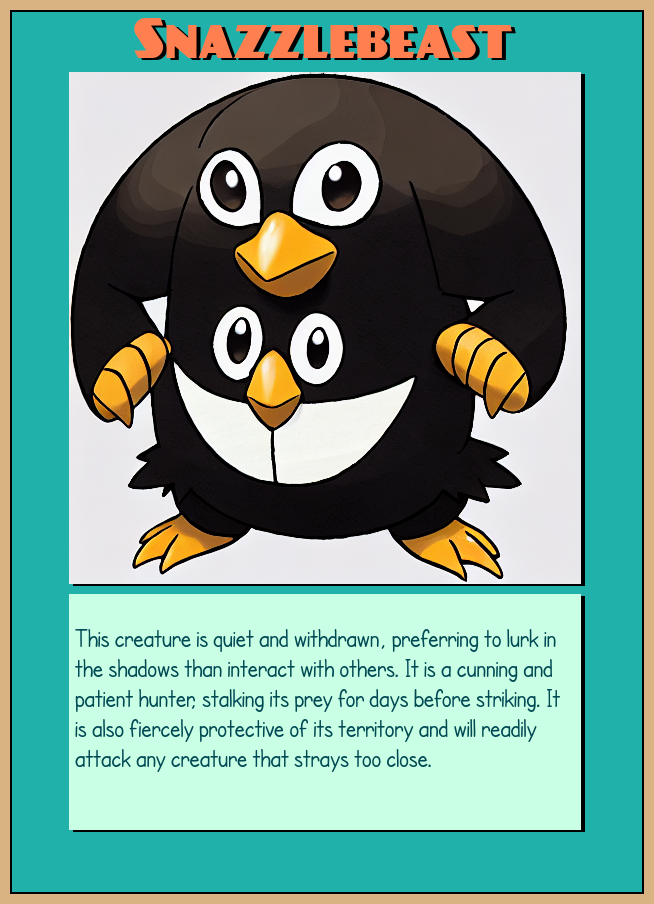 Snazzlebeast
This creature is quiet and withdrawn, preferring to lurk in
the shadows than interact with others. It is a cunning and
patient hunter, stalking its prey for days before striking. It
is also fiercely protective of its territory and will readily
attack any creature that strays too close.